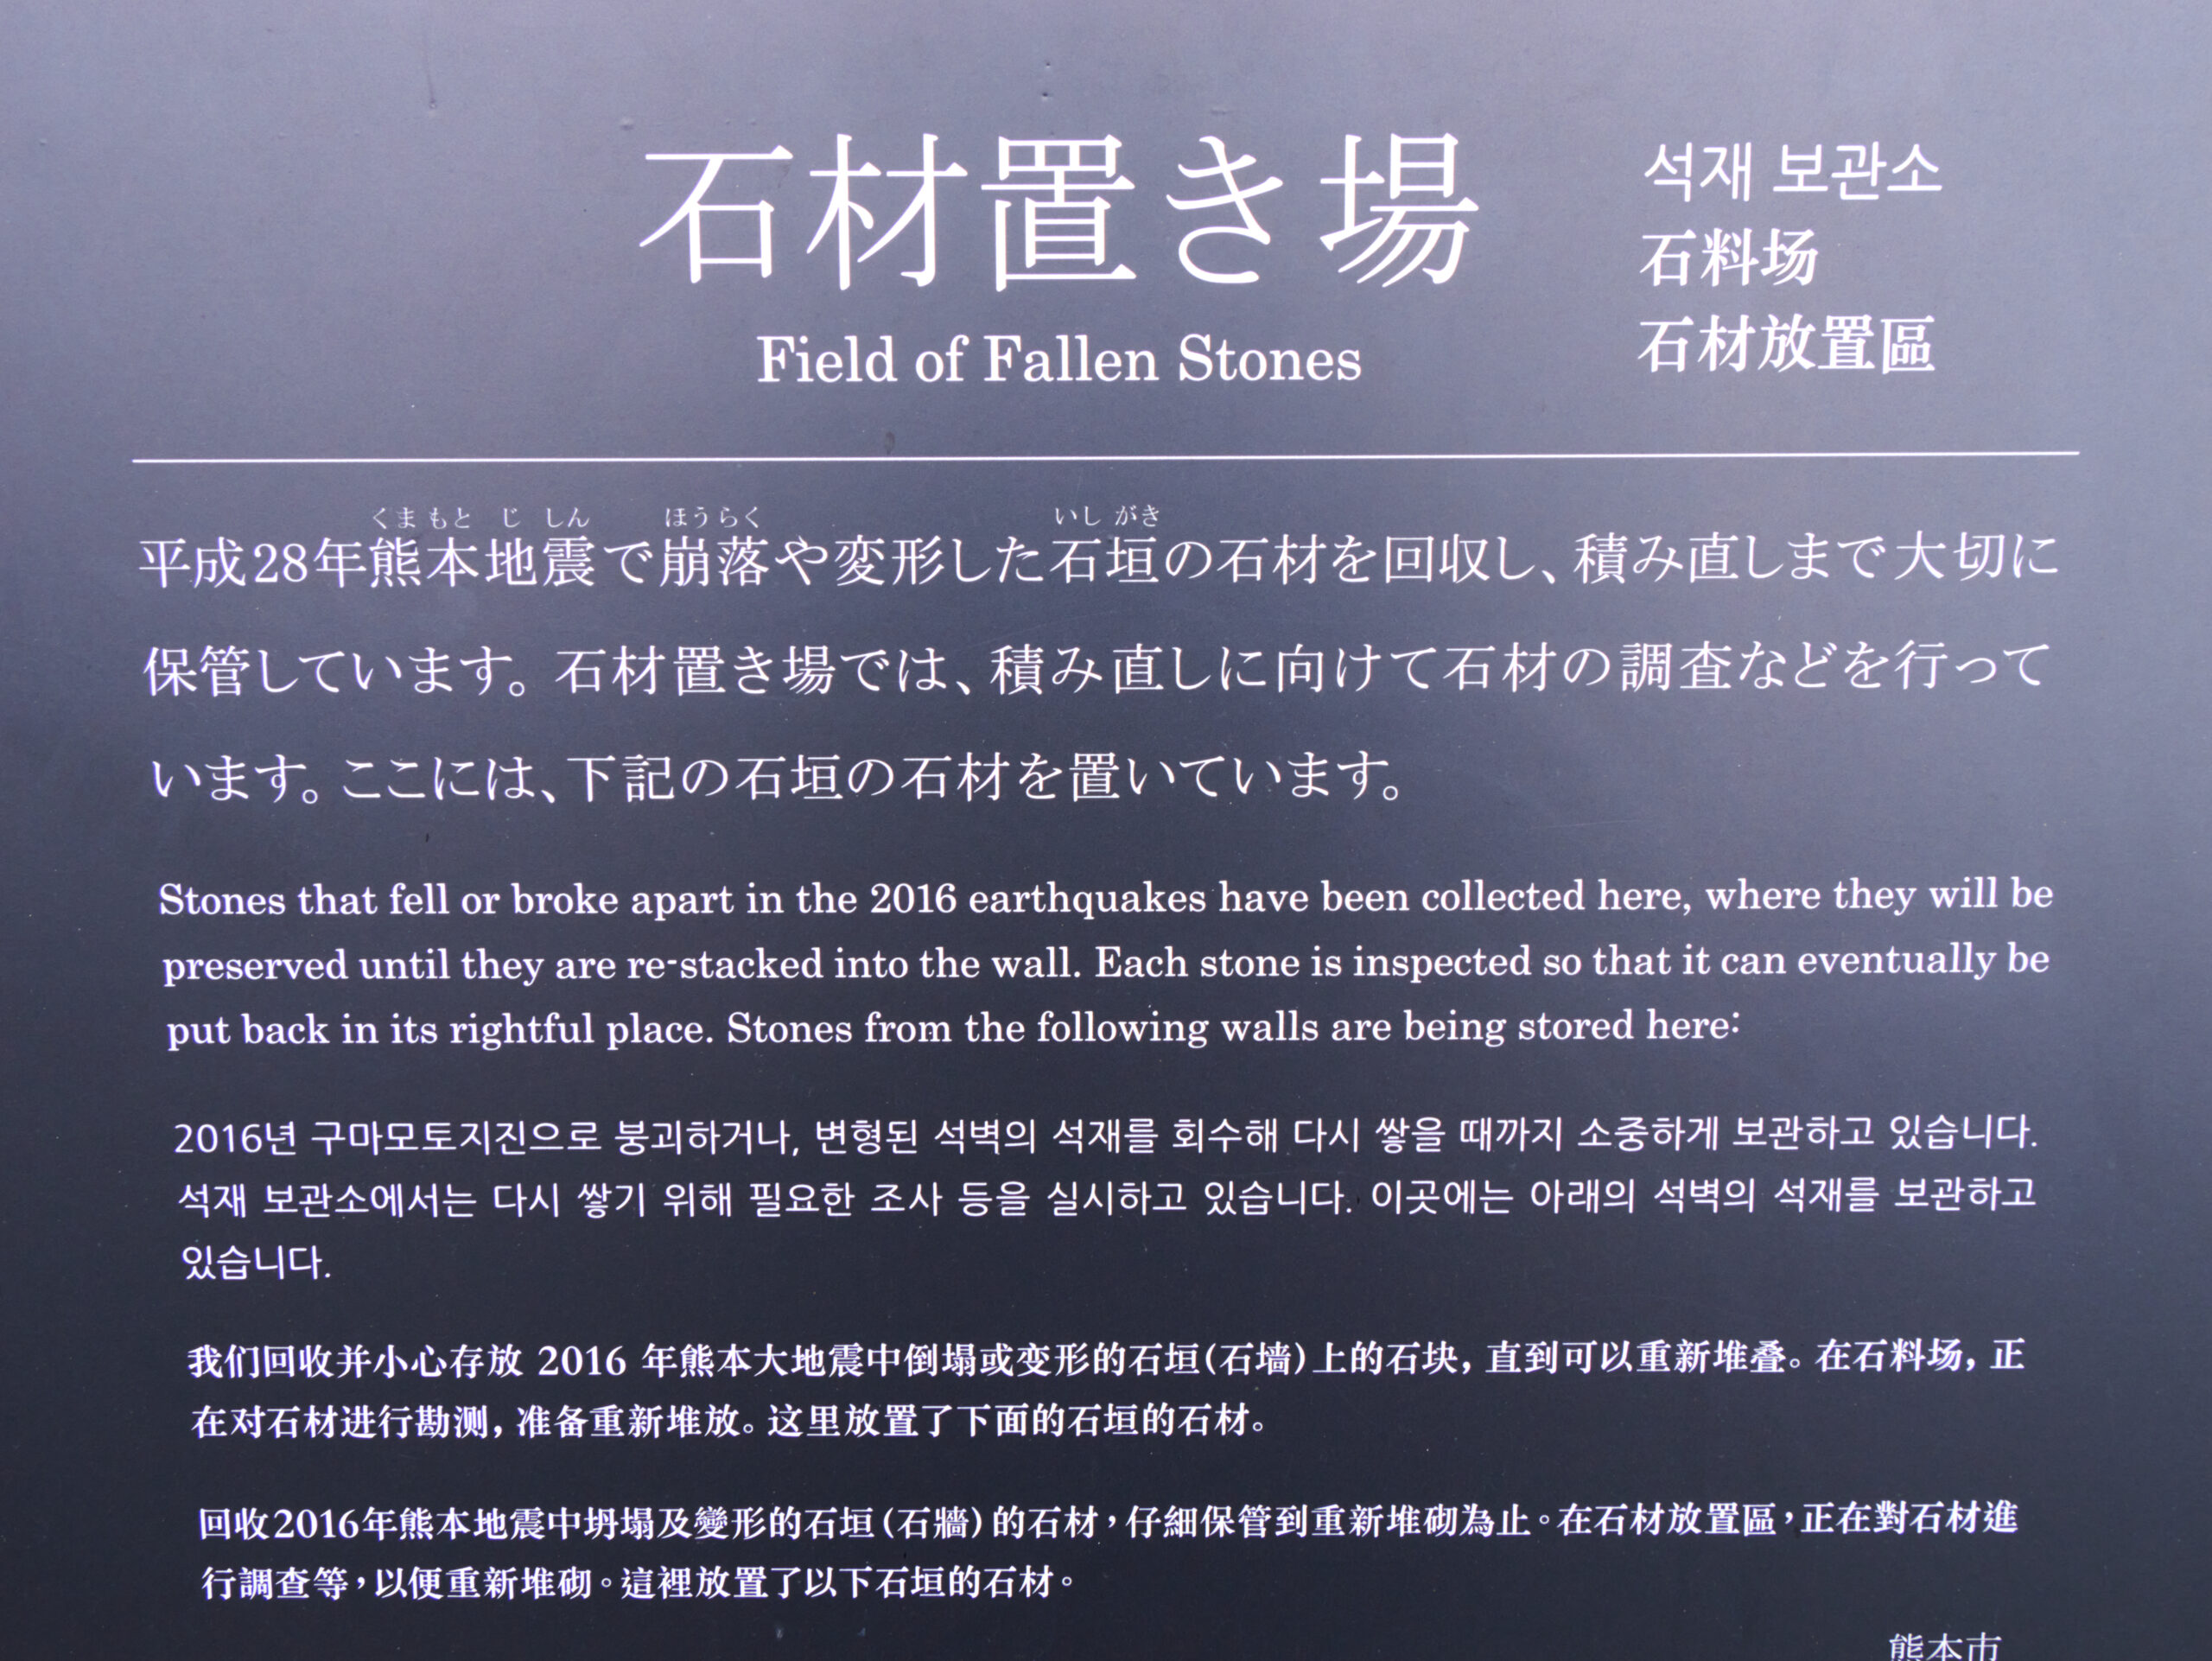 石材置き場
Field of Fallen Stones
석재 보관소
石料场
石材放置區
くまもと じ しん ほうらく いし がき
平成28年熊本地震で崩落や変形した石垣の石材を回収し、積み直しまで大切に
保管しています。石材置き場では、積み直しに向けて石材の調査などを行って
います。ここには、下記の石垣の石材を置いています。
Stones that fell or broke apart in the 2016 earthquakes have been collected here, where they will be
preserved until they are re-stacked into the wall. Each stone is inspected so that it can eventually be
put back in its rightful place. Stones from the following walls are being stored here:
2016년 구마모토지진으로 붕괴하거나, 변형된 석벽의 석재를 회수해 다시 쌓을 때까지 소중하게 보관하고 있습니다.
석재 보관소에서는 다시 쌓기 위해 필요한 조사 등을 실시하고 있습니다. 이곳에는 아래의 석벽의 석재를 보관하고
있습니다.
我们回收并小心存放 2016 年熊本大地震中倒塌或变形的石垣(石墙)上的石块，直到可以重新堆叠。在石料场，正
在对石材进行勘测，准备重新堆放。这里放置了下面的石垣的石材。
回收2016年熊本地震中坍塌及變形的石垣(石牆)的石材，仔細保管到重新堆砌為止。在石材放置區，正在對石材進
行調查等，以便重新堆砌。這裡放置了以下石垣的石材。
熊本市